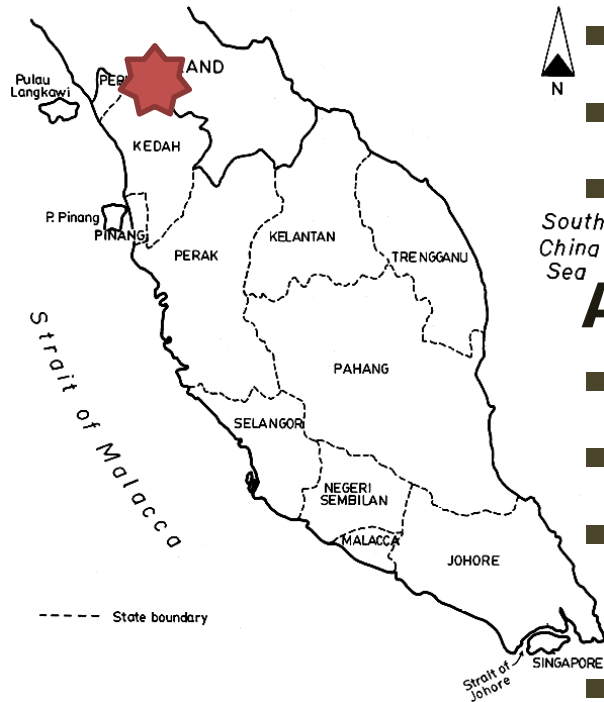 PER
LAND
Pulau
Langkawi
KEDAH
N
P. Pinang
PINANG
PERAK
KELANTAN
TRENGGANU
South
China
Sea
A
PAHANG
Strait of Malacca
SELANGOR
NEGERI
SEMBILAN
MALACCA
JOHORE
State boundary
Strait of
Johore
SINGAPORE